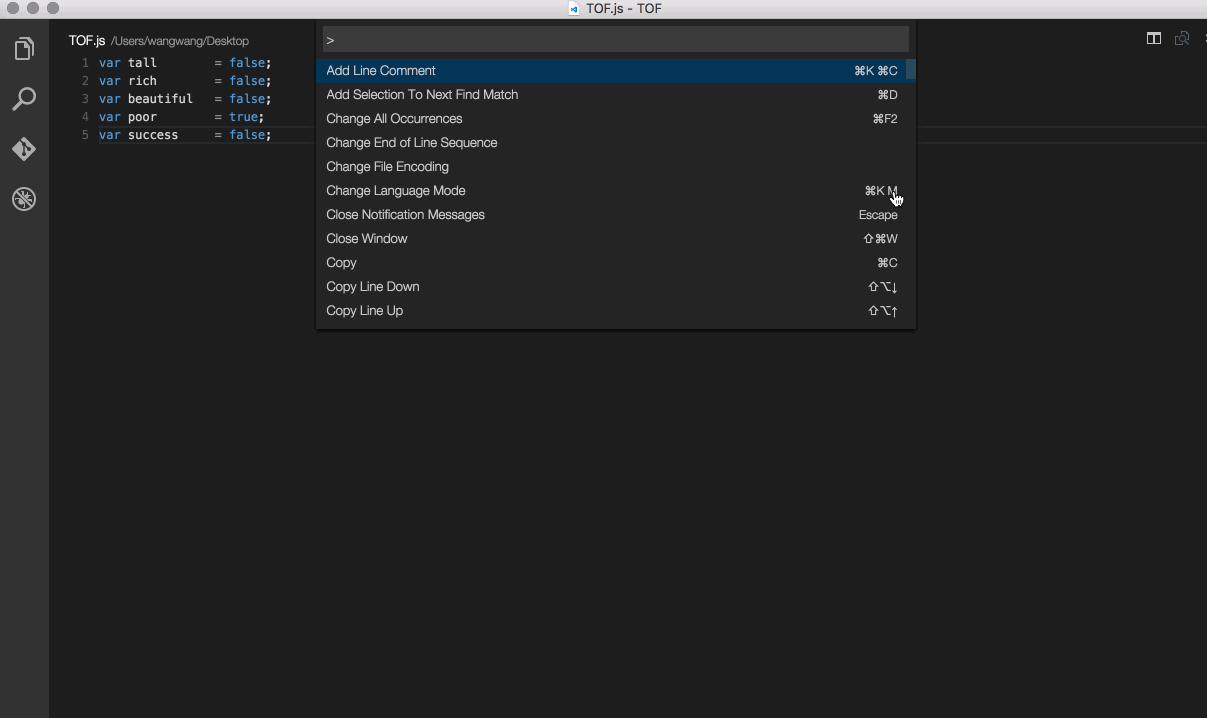 TOF.js - TOF
TOF.js /Users/wangwang/Desktop
1 var tall = false;
2 var rich = false;
3 var beautiful = false;
4 var poor = true;
5 var success = false;
>
Add Line Comment ⌘K ⌘C
Add Selection To Next Find Match ⌘D
Change All Occurrences ⌘F2
Change End of Line Sequence
Change File Encoding
Change Language Mode ⌘K M
Close Notification Messages Escape
Close Window ⇧⌘W
Copy ⌘C
Copy Line Down ⇧⌥↓
Copy Line Up ⇧⌥↑